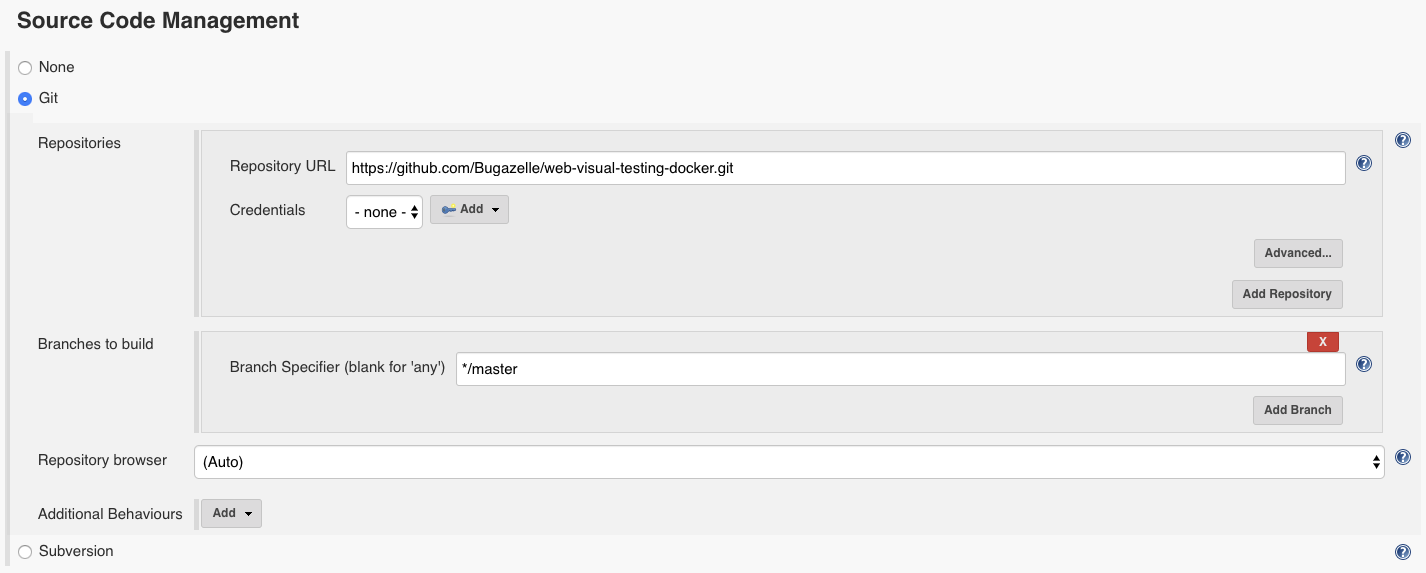 Source Code Management
None
Git
Repositories
Repository URL https://github.com/Bugazelle/web-visual-testing-docker.git
Credentials - none - Add
Advanced...
Add Repository
Branches to build
X
Branch Specifier (blank for 'any') */master
Add Branch
Repository browser (Auto)
Additional Behaviours Add
Subversion